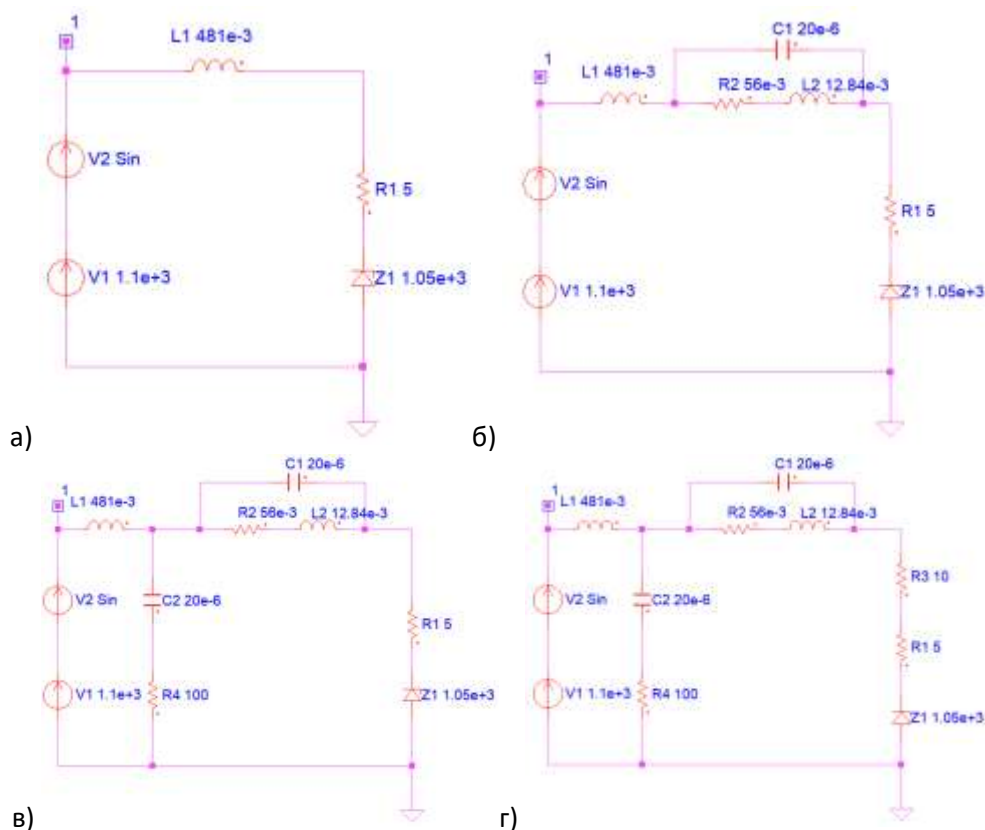 1
L1 481e-3
V2 Sin
R1 5
V1 1.1e+3
Z1 1.05e+3
а)
C1 20e-6
1
L1 481e-3
R2 56e-3 L2 12.84e-3
V2 Sin
R1 5
V1 1.1e+3
Z1 1.05e+3
б)
C1 20e-6
1
L1 481e-3
R2 56e-3 L2 12.84e-3
V2 Sin
C2 20e-6
R1 5
V1 1.1e+3
R4 100
Z1 1.05e+3
в)
C1 20e-6
1
L1 481e-3
R2 56e-3 L2 12.84e-3
R3 10
V2 Sin
C2 20e-6
R1 5
V1 1.1e+3
R4 100
Z1 1.05e+3
г)